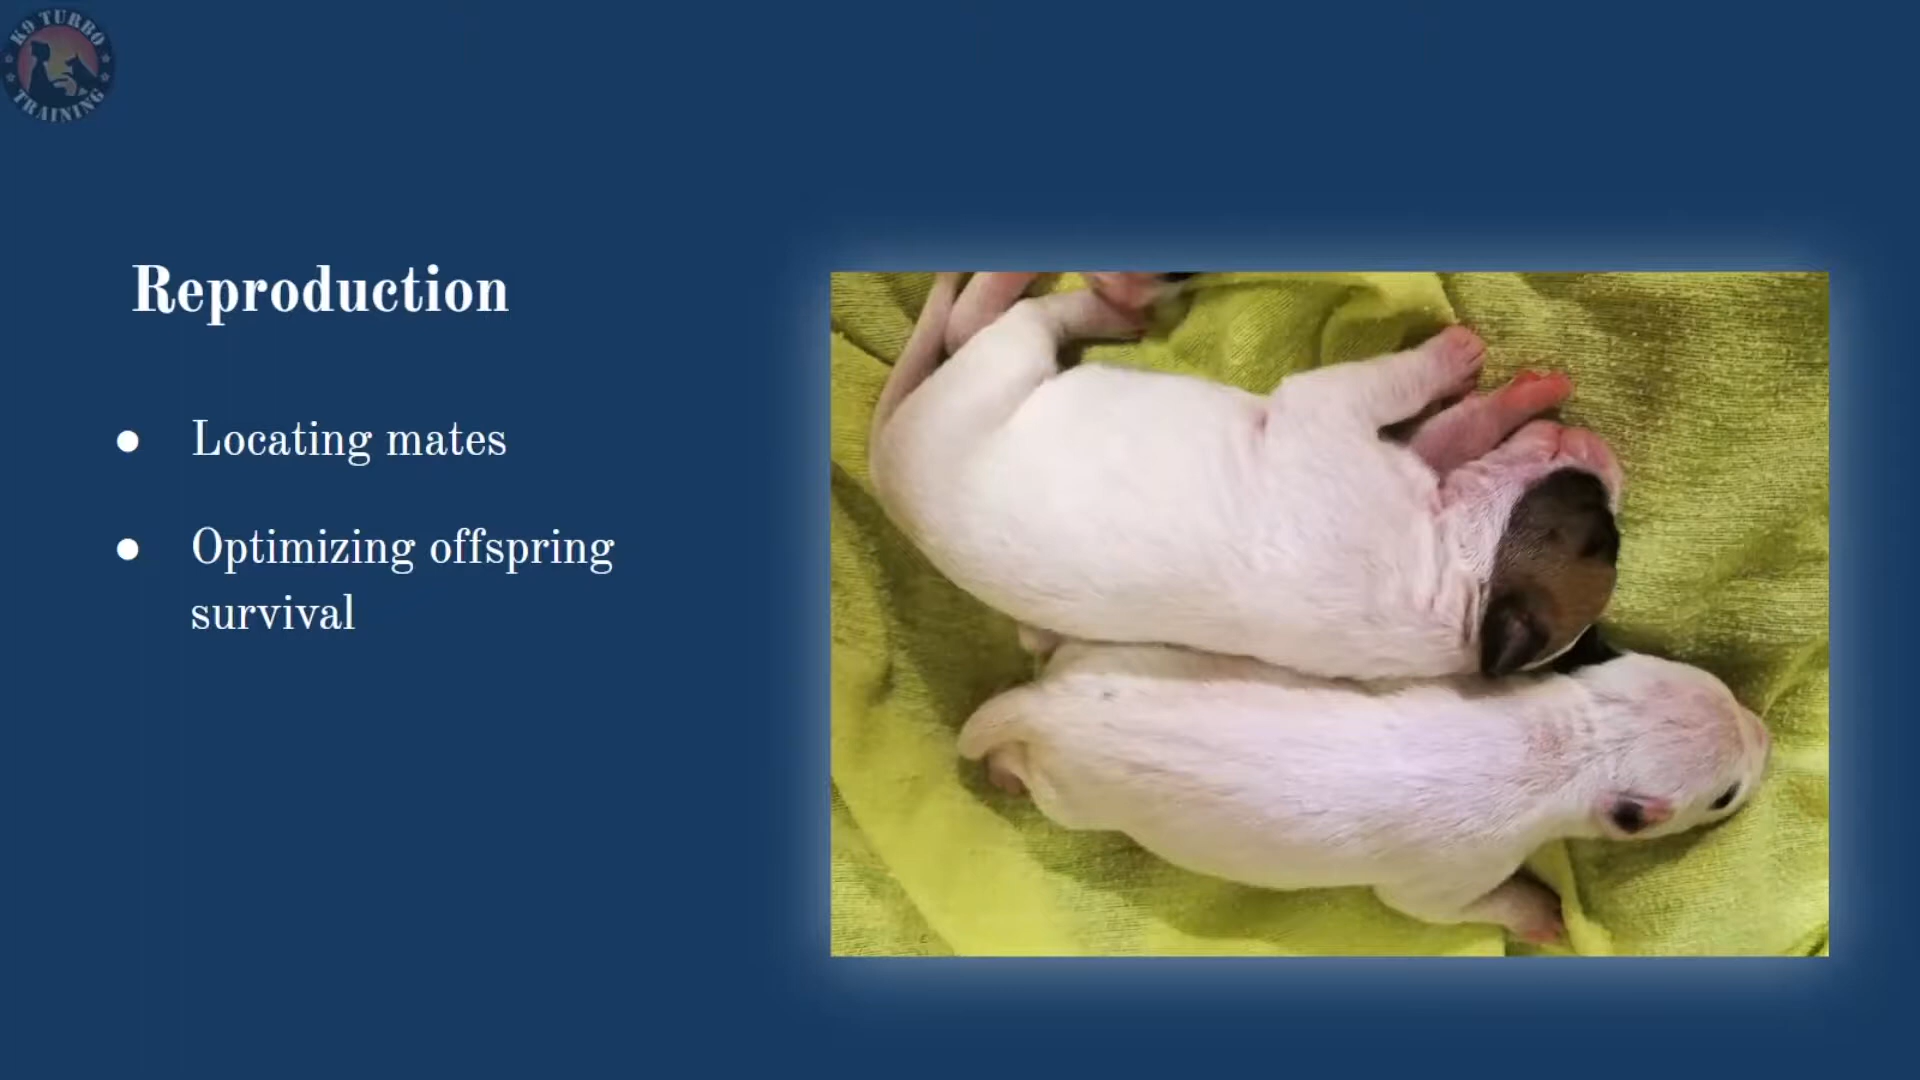 K9 TURBO
TRAINING
Reproduction
● Locating mates
● Optimizing offspring
survival